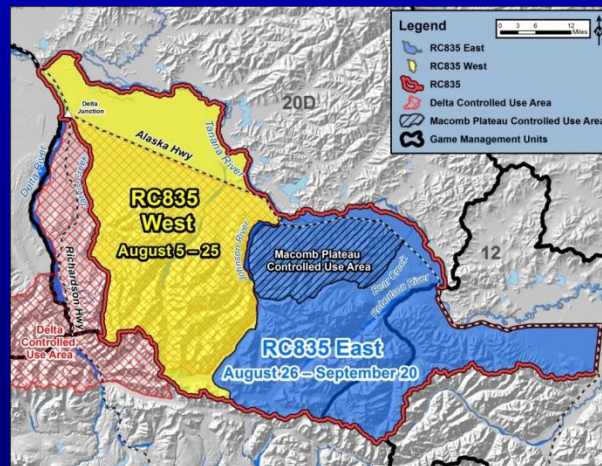 Legend
RC835 East
RC835 West
RC835
Delta Controlled Use Area
Macomb Plateau Controlled Use Area
Game Management Units
0 3 6 12
Miles
N
20D
Delta
Junction
Alaska Hwy
Tanana River
Delta River
RC835
West
August 5 – 25
Johnson River
Macomb Plateau
Controlled Use Area
12
Bear Creek
Robertson River
Richardson Hwy
Delta
Controlled
Use Area
RC835 East
August 26 – September 20